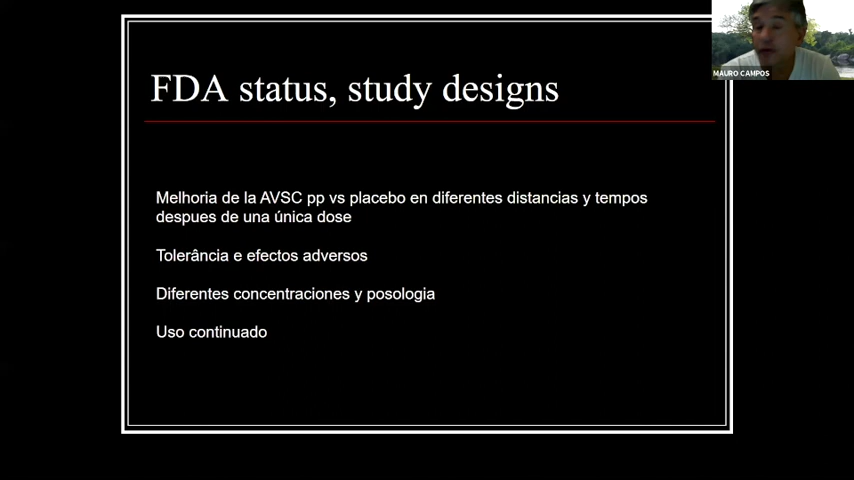 MAURO CAMPOS
FDA status, study designs
Melhoria de la AVSC pp vs placebo en diferentes distancias y tempos
despues de una única dose
Tolerância e efectos adversos
Diferentes concentraciones y posologia
Uso continuado